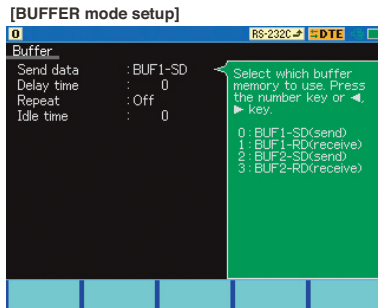 [BUFFER mode setup]
0 RS-232C DTE
Buffer
Send data : BUF1-SD
Delay time : 0
Repeat : Off
Idle time : 0
Select which buffer
memory to use. Press
the number key or ◀,
▶ key.
0 : BUF1-SD(send)
1 : BUF1-RD(receive)
2 : BUF2-SD(send)
3 : BUF2-RD(receive)